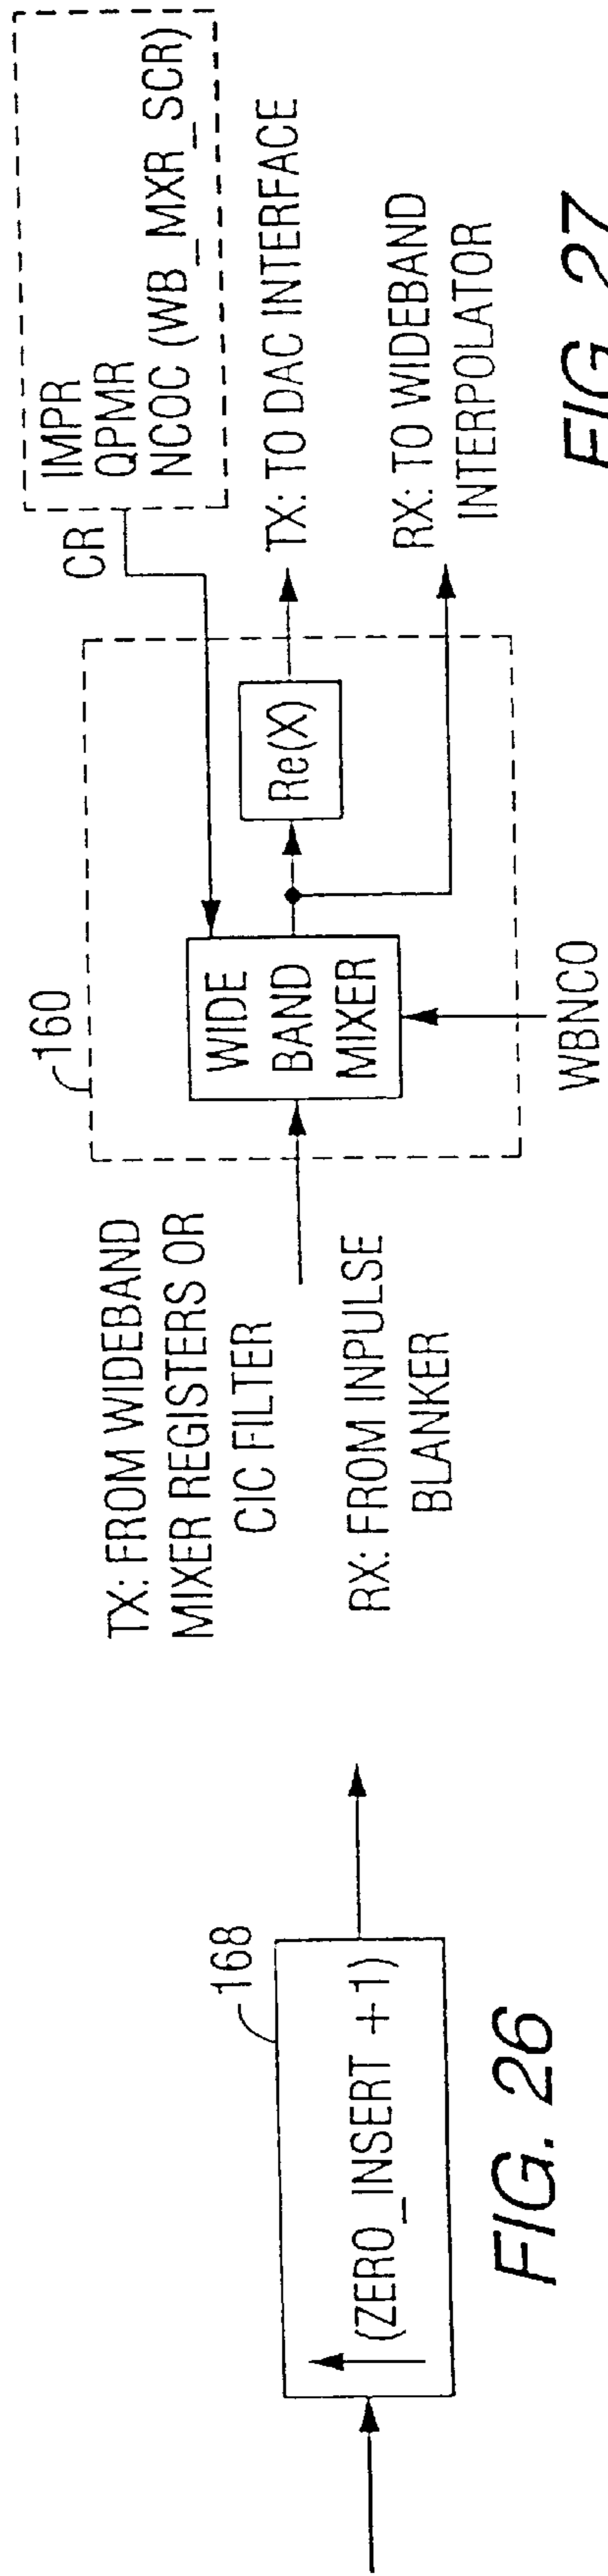 168
(ZERO_INSERT +1)
FIG. 26
TX: FROM WIDEBAND
MIXER REGISTERS OR
CIC FILTER
RX: FROM INPULSE
BLANKER
160
WIDE
BAND
MIXER
WBNCO
Re(X)
CR
IMPR
QPMR
NCOC (WB_MXR_SCR)
TX: TO DAC INTERFACE
RX: TO WIDEBAND
INTERPOLATOR
FIG. 27